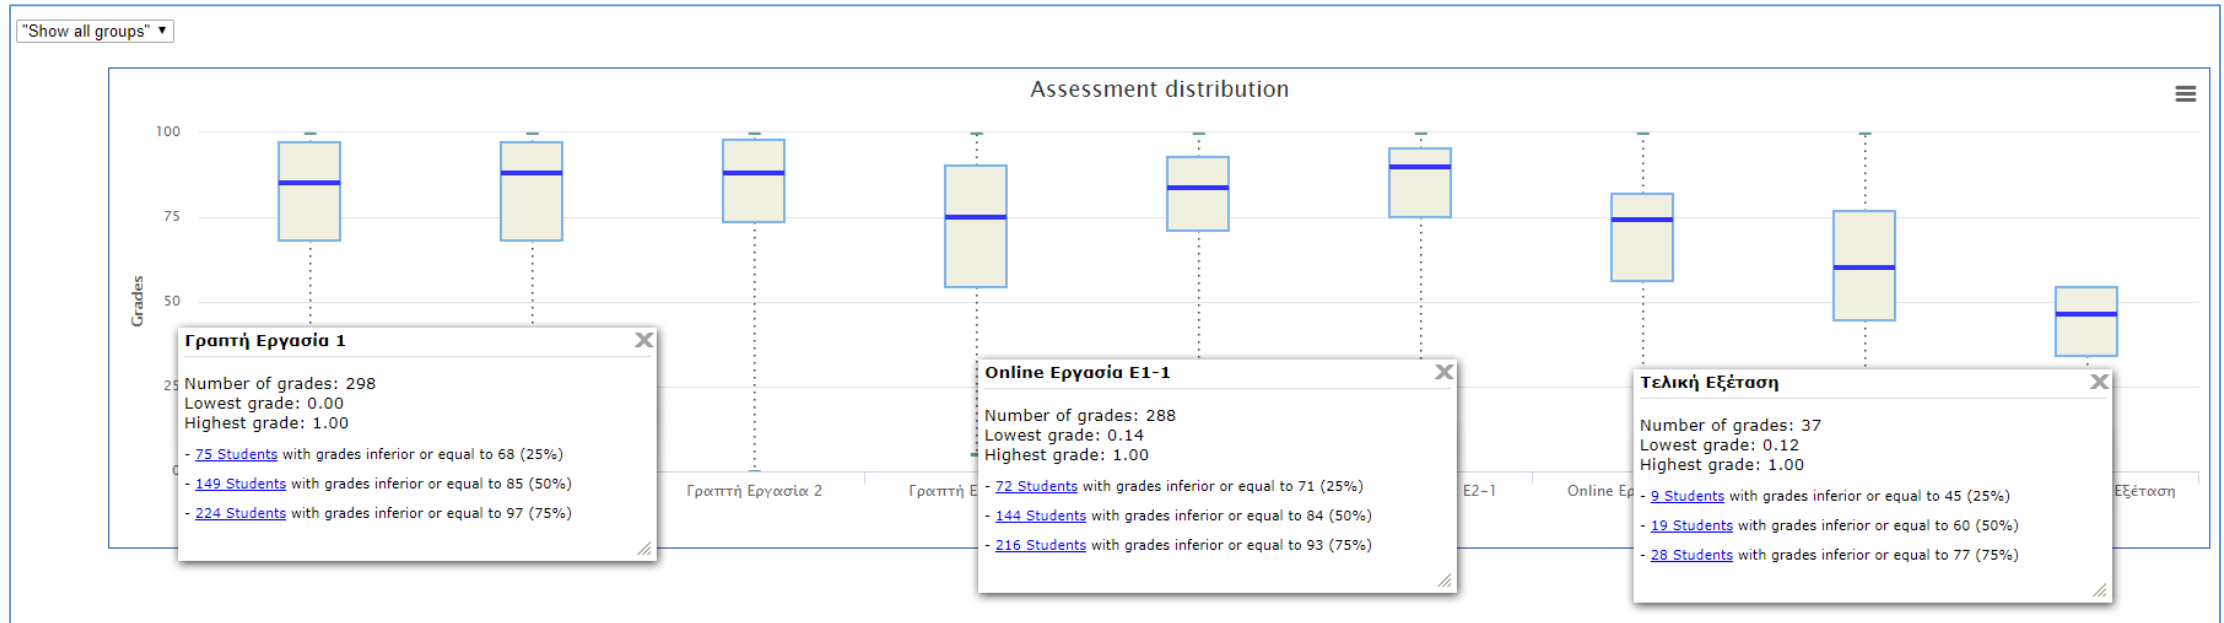 "Show all groups"
Assessment distribution
100
75
50
25
0
Grades
Γραπτή Εργασία 1
Number of grades: 298
Lowest grade: 0.00
Highest grade: 1.00
- 75 Students with grades inferior or equal to 68 (25%)
- 149 Students with grades inferior or equal to 85 (50%)
- 224 Students with grades inferior or equal to 97 (75%)
Online Εργασία Ε1-1
Number of grades: 288
Lowest grade: 0.14
Highest grade: 1.00
- 72 Students with grades inferior or equal to 71 (25%)
- 144 Students with grades inferior or equal to 84 (50%)
- 216 Students with grades inferior or equal to 93 (75%)
Τελική Εξέταση
Number of grades: 37
Lowest grade: 0.12
Highest grade: 1.00
- 9 Students with grades inferior or equal to 45 (25%)
- 19 Students with grades inferior or equal to 60 (50%)
- 28 Students with grades inferior or equal to 77 (75%)
Γραπτή Εργασία 2
Γραπτή
Ε2-1
Online
Εξέταση